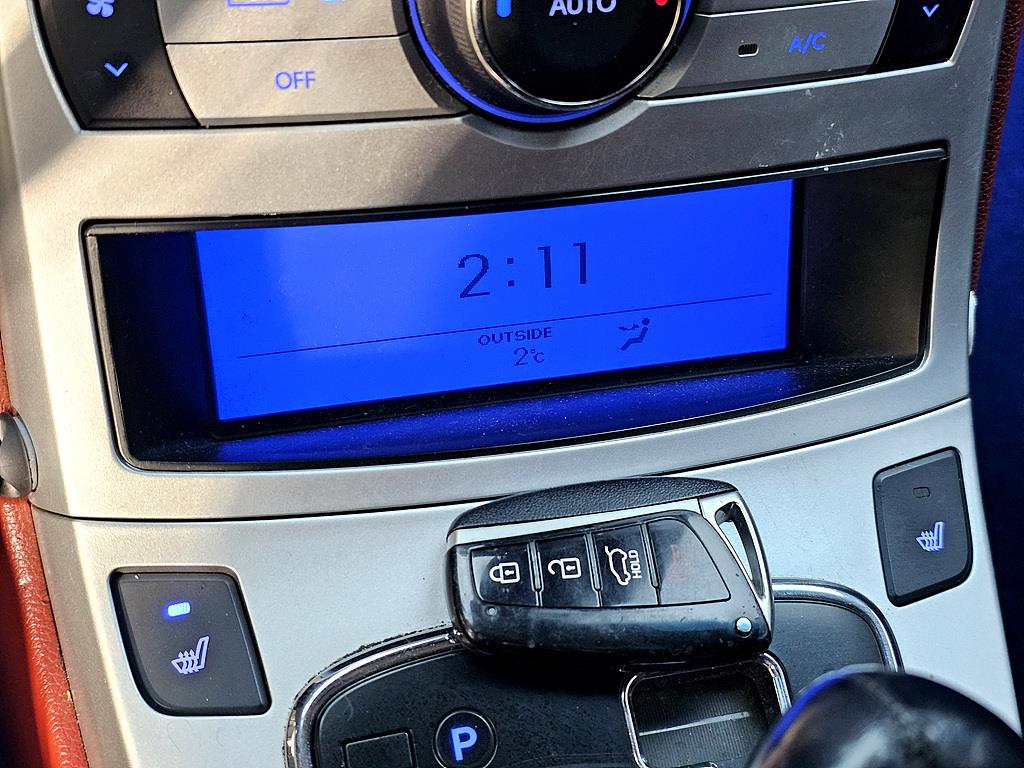 AUTO
A/C
OFF
2:11
OUTSIDE
2°C
HOLD
P